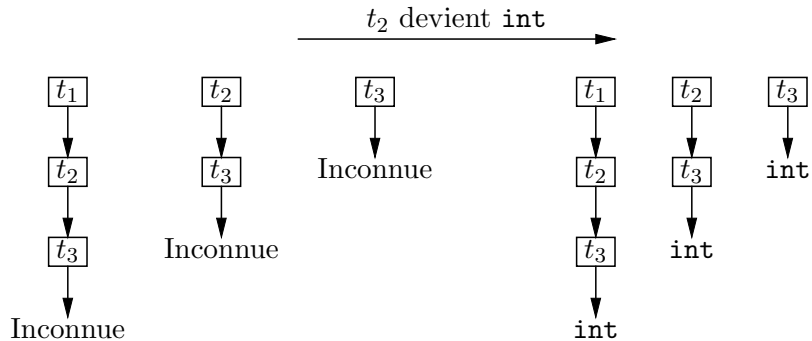 t₂ devient int
t₁ t₂ t₃ t₁ t₂ t₃
t₂ t₃ Inconnue t₂ t₃ int
t₃ Inconnue t₃ int
Inconnue int